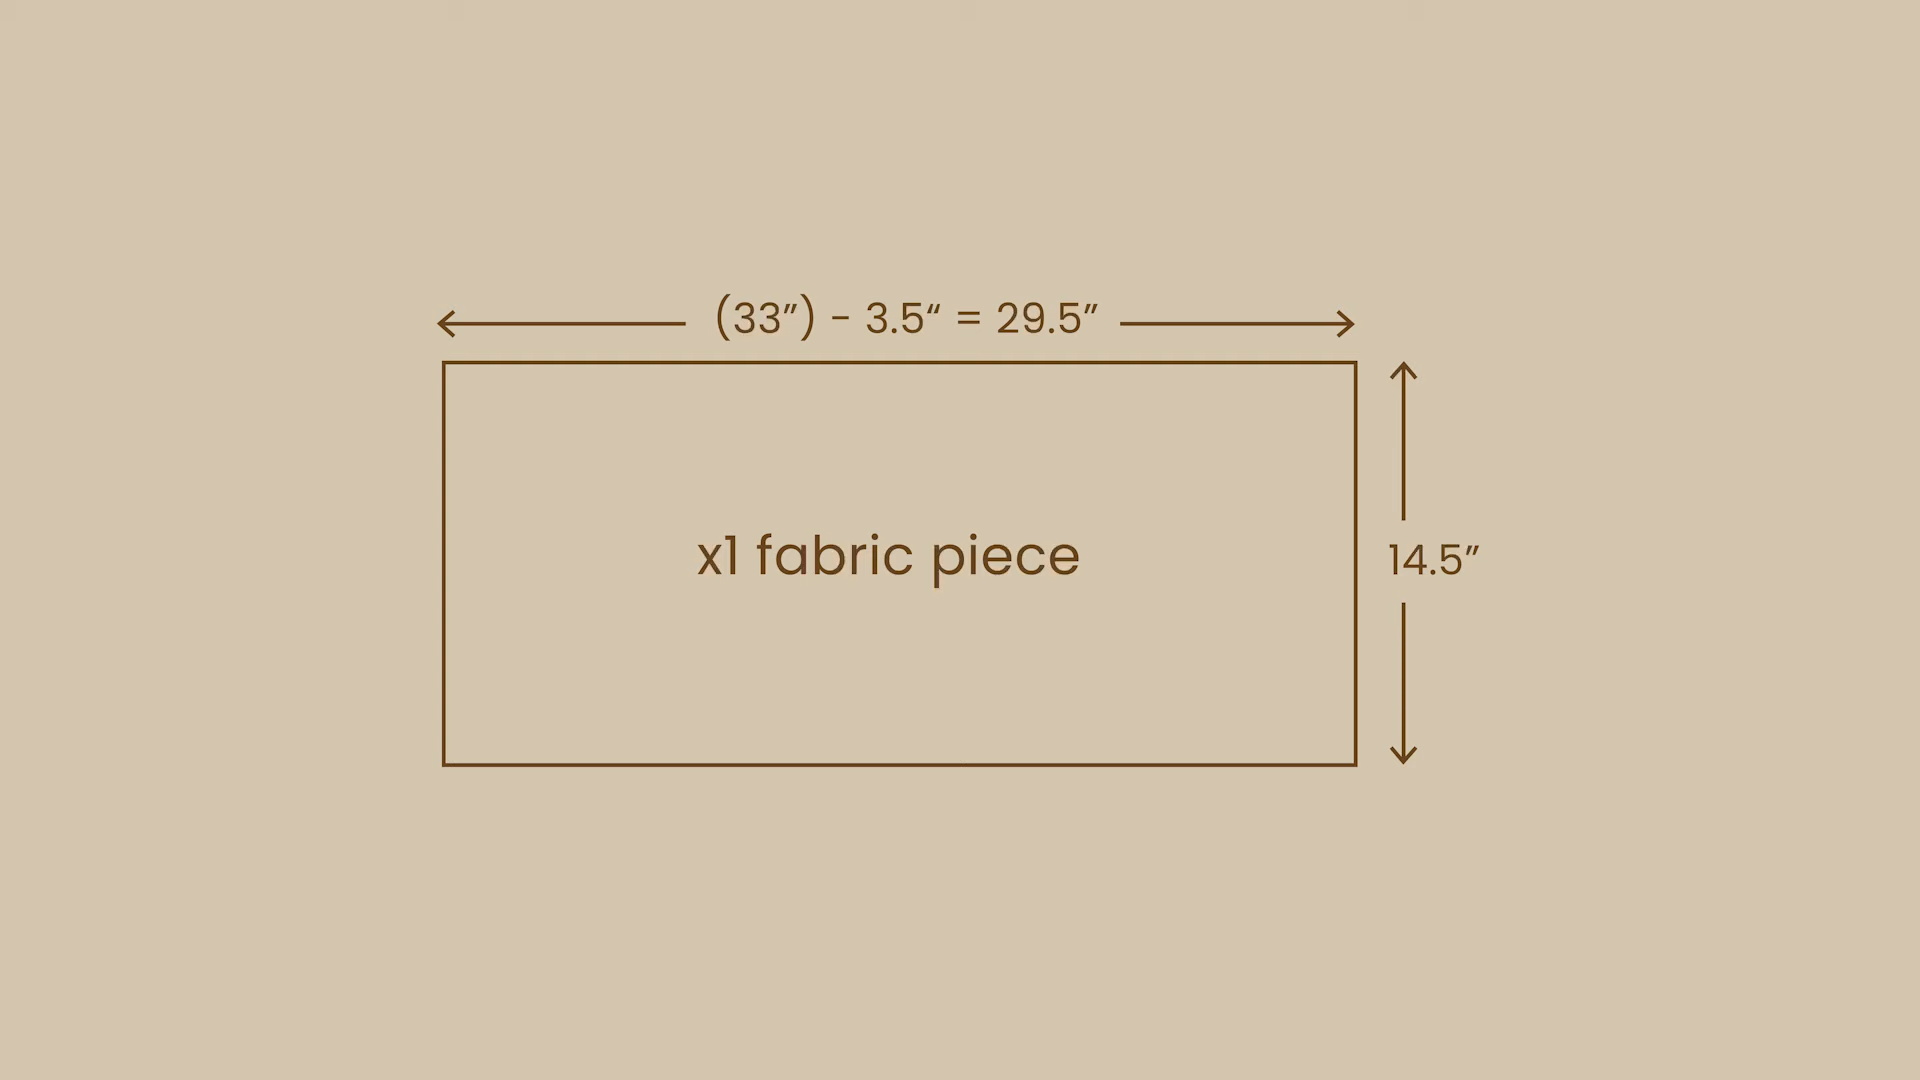 (33”) - 3.5“ = 29.5”
x1 fabric piece
14.5”